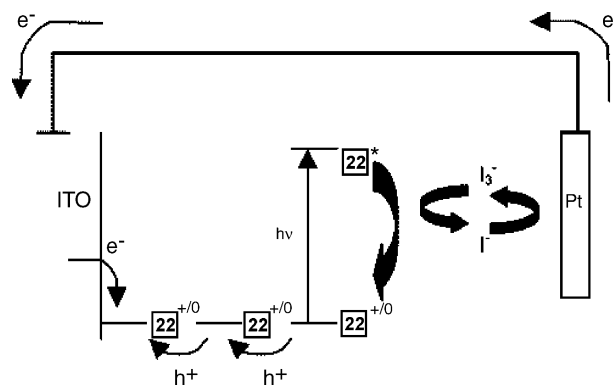 e⁻ e
22*
ITO
I₃⁻
Pt
hν
e⁻
I⁻
22⁺/⁰ 22⁺/⁰ 22⁺/⁰
h⁺ h⁺